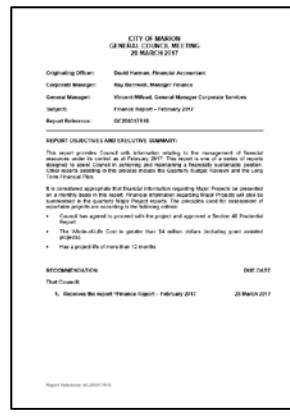 CITY OF MARION
GENERAL COUNCIL MEETING
28 MARCH 2017
Originating Officer: David Harman, Financial Accountant
Corporate Manager: Ray Barnwell, Manager Finance
General Manager: Vincent Mifsud, General Manager Corporate Services
Subject: Finance Report – February 2017
Report Reference: GC280317R10
REPORT OBJECTIVES AND EXECUTIVE SUMMARY:
This report provides Council with information relating to the management of financial
resources under its control as at February 2017. This report is one of a series of reports
designed to assist Council in achieving and maintaining a financially sustainable position.
Other reports assisting in this process include the Quarterly Budget Reviews and the Long
Term Financial Plan.
It is considered appropriate that financial information regarding Major Projects be presented
on a monthly basis in this report. Financial information regarding Major Projects will also be
summarised in the quarterly Major Project reports. The principles used for assessment of
reportable projects are according to the following criteria:
• Council has agreed to proceed with the project and approved a Section 48 Prudential
Report.
• The Whole-of-Life Cost is greater than $4 million dollars (including grant assisted
projects).
• Has a project life of more than 12 months.
RECOMMENDATION DUE DATE
That Council:
1. Receives the report "Finance Report – February 2017 28 March 2017
Report Reference: GC280317R10